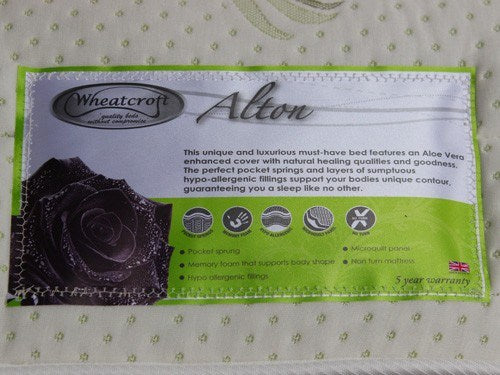 Wheatcroft
quality beds
without compromise
Alton
This unique and luxurious must-have bed features an Aloe Vera
enhanced cover with natural healing qualities and goodness.
The perfect pocket springs and layers of sumptuous
hypo-allergenic fillings support your bodies unique contour,
guaranteeing you a sleep like no other.
• Pocket sprung
• Memory foam that supports body shape
• Hypo allergenic fillings
• Microquilt panel
• Non turn mattress
5 year warranty